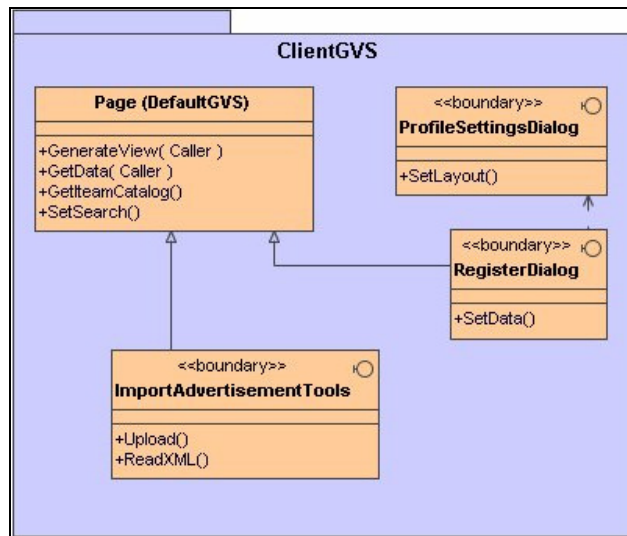 ClientGVS
Page (DefaultGVS)
+GenerateView( Caller )
+GetData( Caller )
+GetIteamCatalog()
+SetSearch()
<<boundary>>
ProfileSettingsDialog
+SetLayout()
<<boundary>>
RegisterDialog
+SetData()
<<boundary>>
ImportAdvertisementTools
+Upload()
+ReadXML()